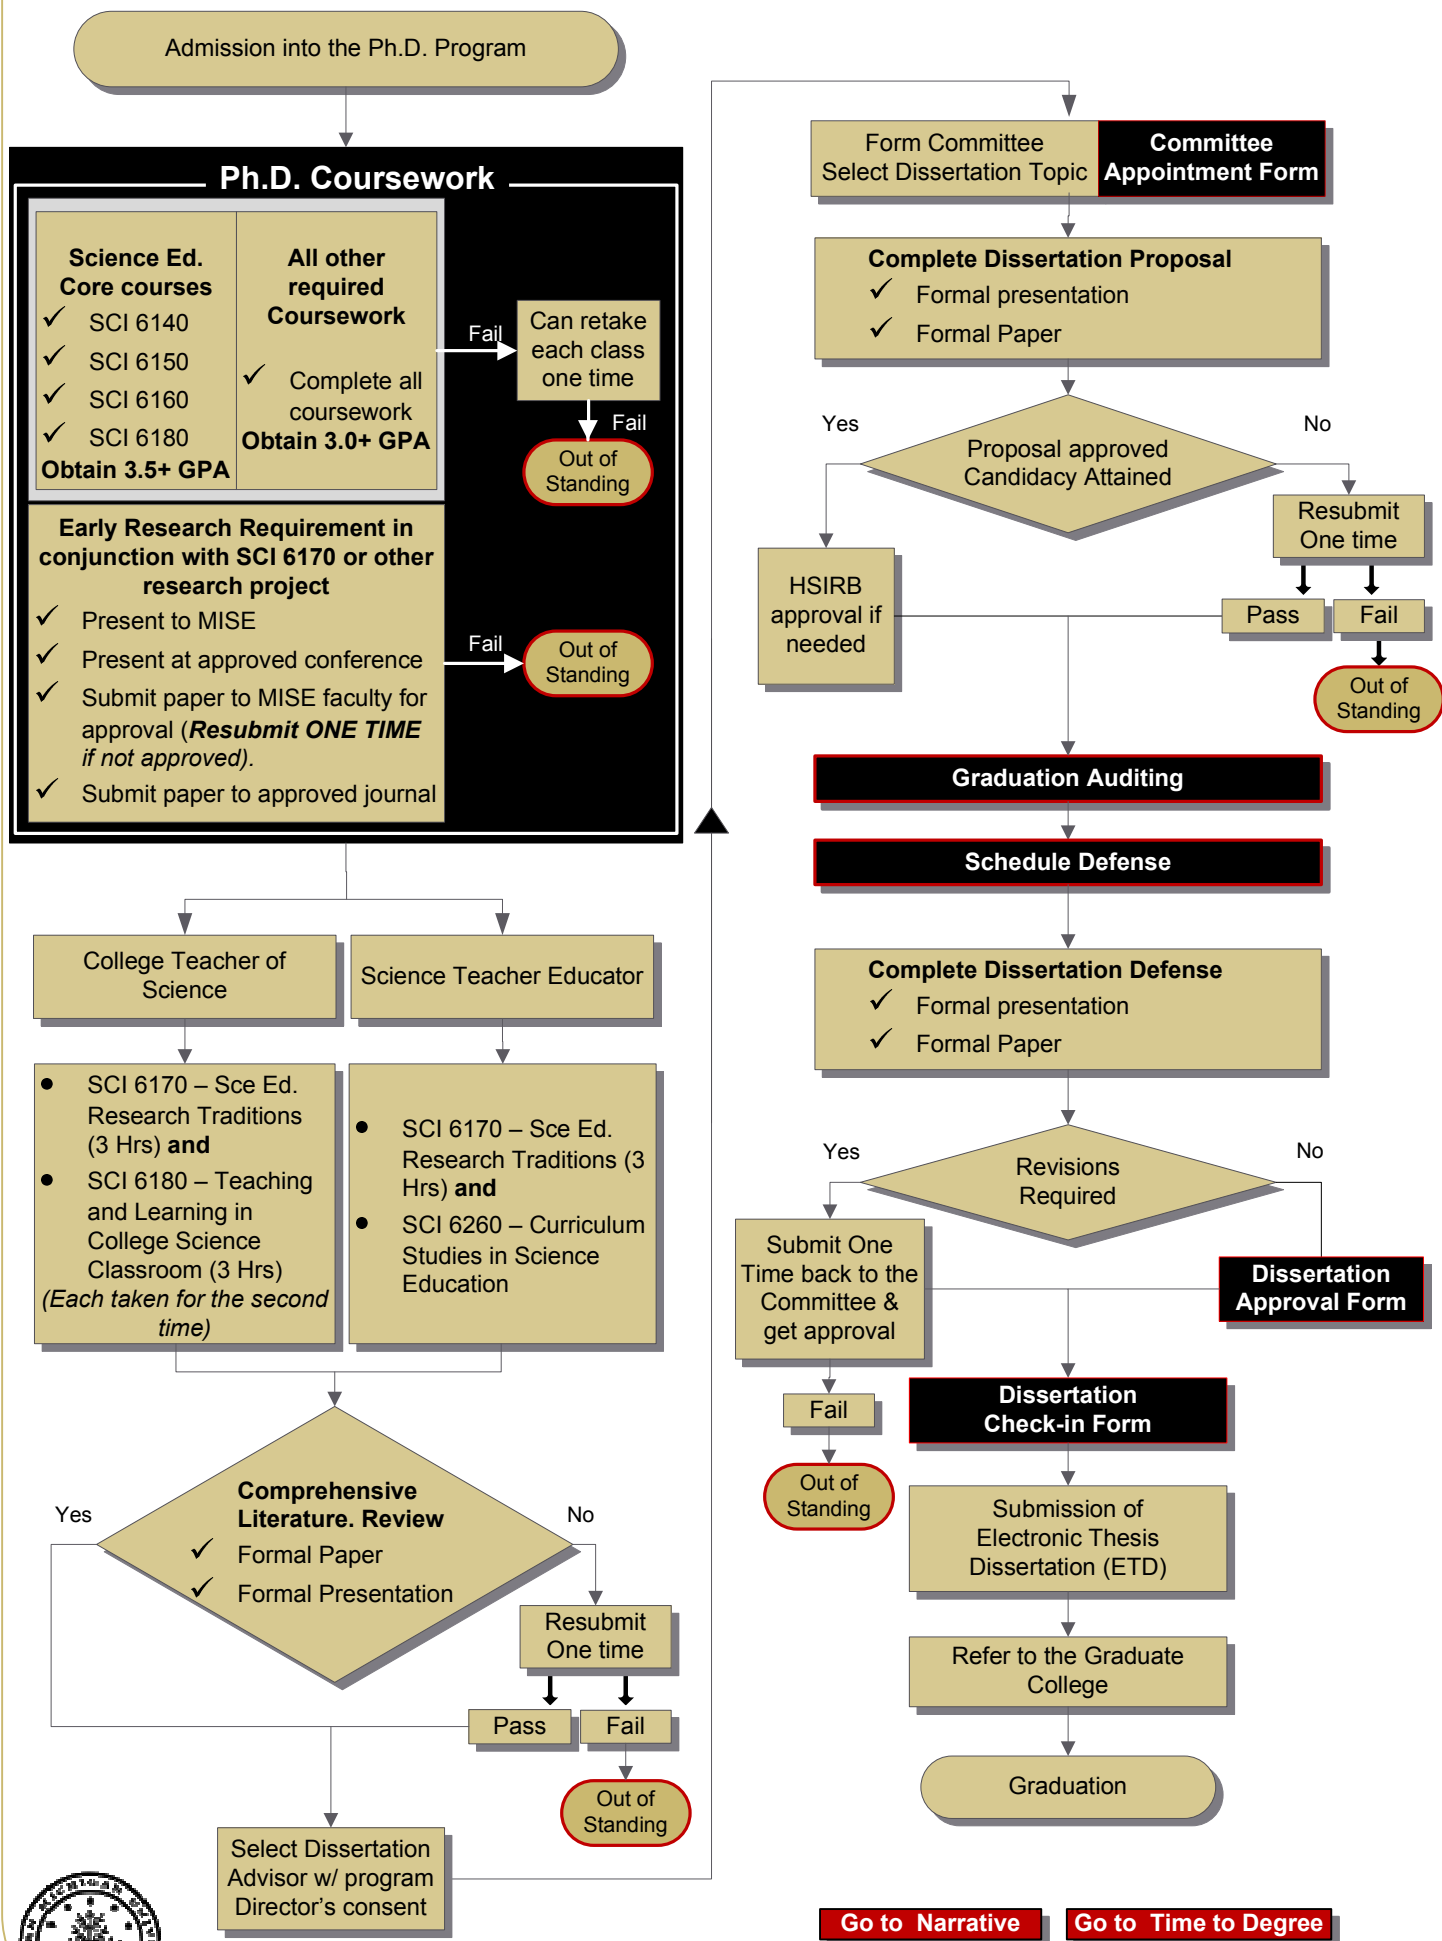 Admission into the Ph.D. Program
Ph.D. Coursework
Science Ed.
Core courses
✓ SCI 6140
✓ SCI 6150
✓ SCI 6160
✓ SCI 6180
Obtain 3.5+ GPA
All other
required
Coursework
✓ Complete all
coursework
Obtain 3.0+ GPA
Fail
Can retake
each class
one time
Fail
Out of
Standing
Early Research Requirement in
conjunction with SCI 6170 or other
research project
✓ Present to MISE
✓ Present at approved conference
✓ Submit paper to MISE faculty for
approval (Resubmit ONE TIME
if not approved).
✓ Submit paper to approved journal
Fail
Out of
Standing
College Teacher of
Science
Science Teacher Educator
• SCI 6170 – Sce Ed.
Research Traditions
(3 Hrs) and
• SCI 6180 – Teaching
and Learning in
College Science
Classroom (3 Hrs)
(Each taken for the second
time)
• SCI 6170 – Sce Ed.
Research Traditions (3
Hrs) and
• SCI 6260 – Curriculum
Studies in Science
Education
Yes
Comprehensive
Literature. Review
✓ Formal Paper
✓ Formal Presentation
No
Resubmit
One time
Pass
Fail
Out of
Standing
Select Dissertation
Advisor w/ program
Director's consent
Form Committee
Select Dissertation Topic
Committee
Appointment Form
Complete Dissertation Proposal
✓ Formal presentation
✓ Formal Paper
Yes
Proposal approved
Candidacy Attained
No
HSIRB
approval if
needed
Resubmit
One time
Pass
Fail
Out of
Standing
Graduation Auditing
Schedule Defense
Complete Dissertation Defense
✓ Formal presentation
✓ Formal Paper
Yes
Revisions
Required
No
Submit One
Time back to the
Committee &
get approval
Dissertation
Approval Form
Fail
Out of
Standing
Dissertation
Check-in Form
Submission of
Electronic Thesis
Dissertation (ETD)
Refer to the Graduate
College
Graduation
Go to Narrative
Go to Time to Degree